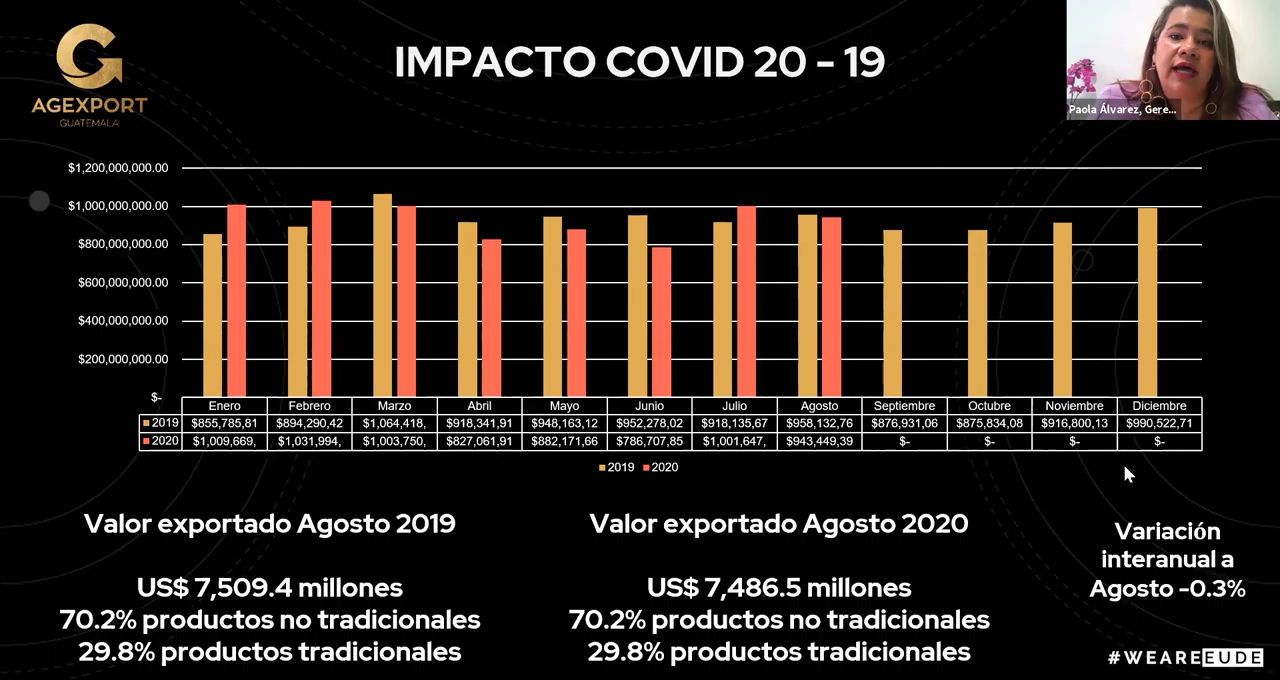 AGEXPORT
GUATEMALA
IMPACTO COVID 20 - 19
Paola Álvarez, Gere...
$1,200,000,000.00
$1,000,000,000.00
$800,000,000.00
$600,000,000.00
$400,000,000.00
$200,000,000.00
$-
Enero Febrero Marzo Abril Mayo Junio Julio Agosto Septiembre Octubre Noviembre Diciembre
2019 $855,785,81 $894,290,42 $1,064,418, $918,341,91 $948,163,12 $952,278,02 $918,135,67 $958,132,76 $876,931,06 $875,834,08 $916,800,13 $990,522,71
2020 $1,009,669, $1,031,994, $1,003,750, $827,061,91 $882,171,66 $786,707,85 $1,001,647, $943,449,39 $- $- $- $-
2019 2020
Valor exportado Agosto 2019
US$ 7,509.4 millones
70.2% productos no tradicionales
29.8% productos tradicionales
Valor exportado Agosto 2020
US$ 7,486.5 millones
70.2% productos no tradicionales
29.8% productos tradicionales
Variación
interanual a
Agosto -0.3%
#WEAREEUDE